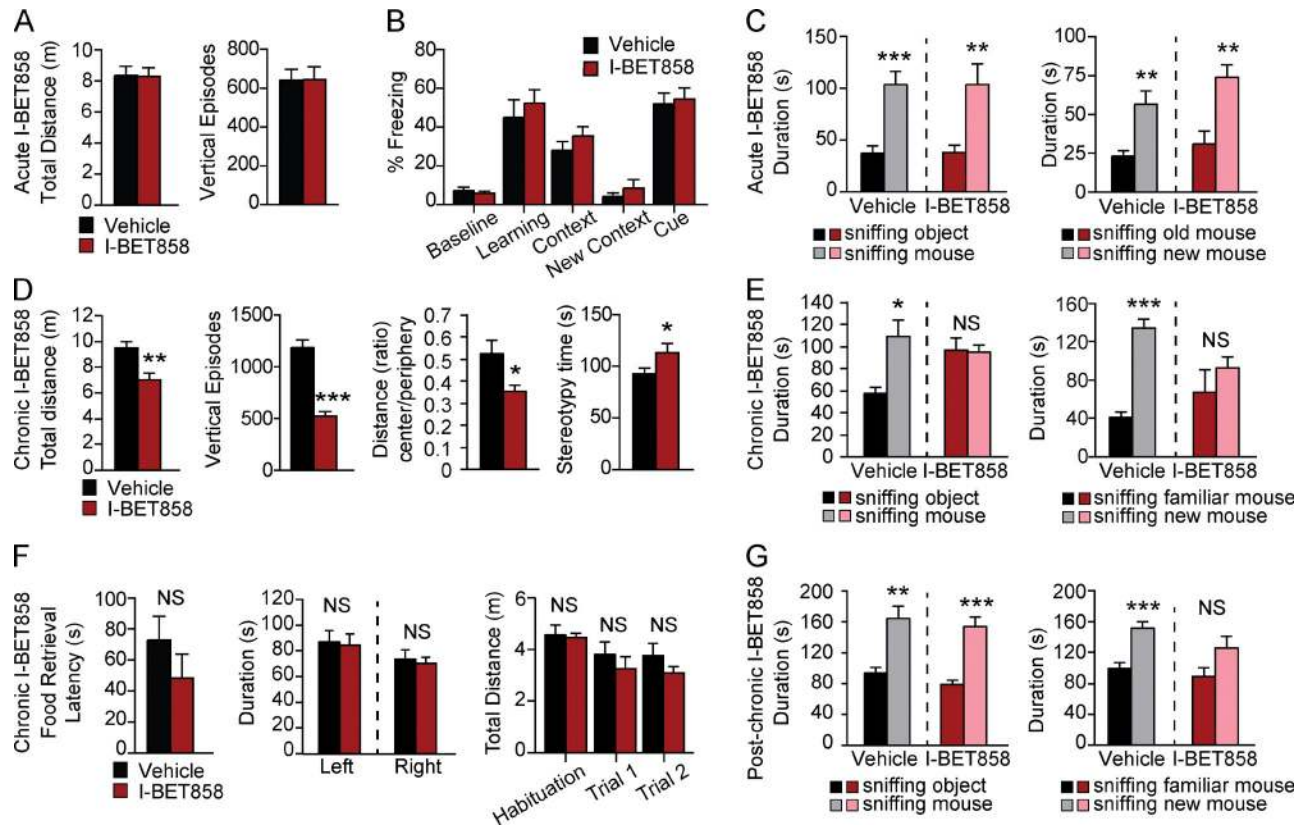 A
Acute I-BET858
Total Distance (m)
10
8
6
4
2
0
Vehicle
I-BET858
Vertical Episodes
800
600
400
200
0
B
% Freezing
80
60
40
20
0
Vehicle
I-BET858
Baseline
Learning
Context
New Context
Cue
C
Acute I-BET858
Duration (s)
150
100
50
0
*** **
Vehicle I-BET858
sniffing object
sniffing mouse
Duration (s)
100
75
50
25
0
** **
Vehicle I-BET858
sniffing old mouse
sniffing new mouse
D
Chronic I-BET858
Total distance (m)
12
10
8
6
4
2
0
**
Vehicle
I-BET858
Vertical Episodes
1500
1000
500
0
***
Distance (ratio)
center/periphery
0.7
0.6
0.5
0.4
0.3
0.2
0.1
0
*
Stereotypy time (s)
150
100
50
0
*
E
Chronic I-BET858
Duration (s)
140
120
100
80
60
40
20
0
* NS
Vehicle I-BET858
sniffing object
sniffing mouse
Duration (s)
160
120
80
40
0
*** NS
Vehicle I-BET858
sniffing familiar mouse
sniffing new mouse
F
Chronic I-BET858
Food Retrieval
Latency (s)
100
80
60
40
20
0
NS
Vehicle
I-BET858
Duration (s)
120
100
80
60
40
20
0
NS NS
Left Right
Total Distance (m)
6
4
2
0
NS NS NS
Habituation
Trial 1
Trial 2
G
Post-chronic I-BET858
Duration (s)
200
160
120
80
40
0
** ***
Vehicle I-BET858
sniffing object
sniffing mouse
Duration (s)
200
160
120
80
40
0
*** NS
Vehicle I-BET858
sniffing familiar mouse
sniffing new mouse